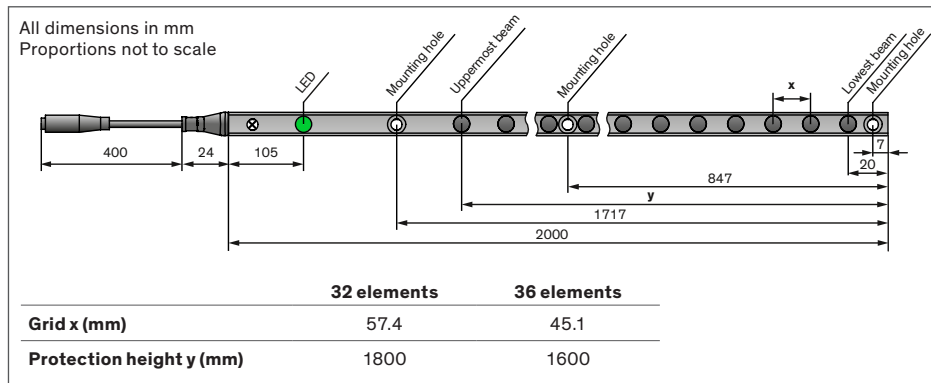 All dimensions in mm
Proportions not to scale
LED
Mounting hole
Uppermost beam
Mounting hole
x
Lowest beam
Mounting hole
400
24
105
7
20
847
y
1717
2000
32 elements 36 elements
Grid x (mm) 57.4 45.1
Protection height y (mm) 1800 1600